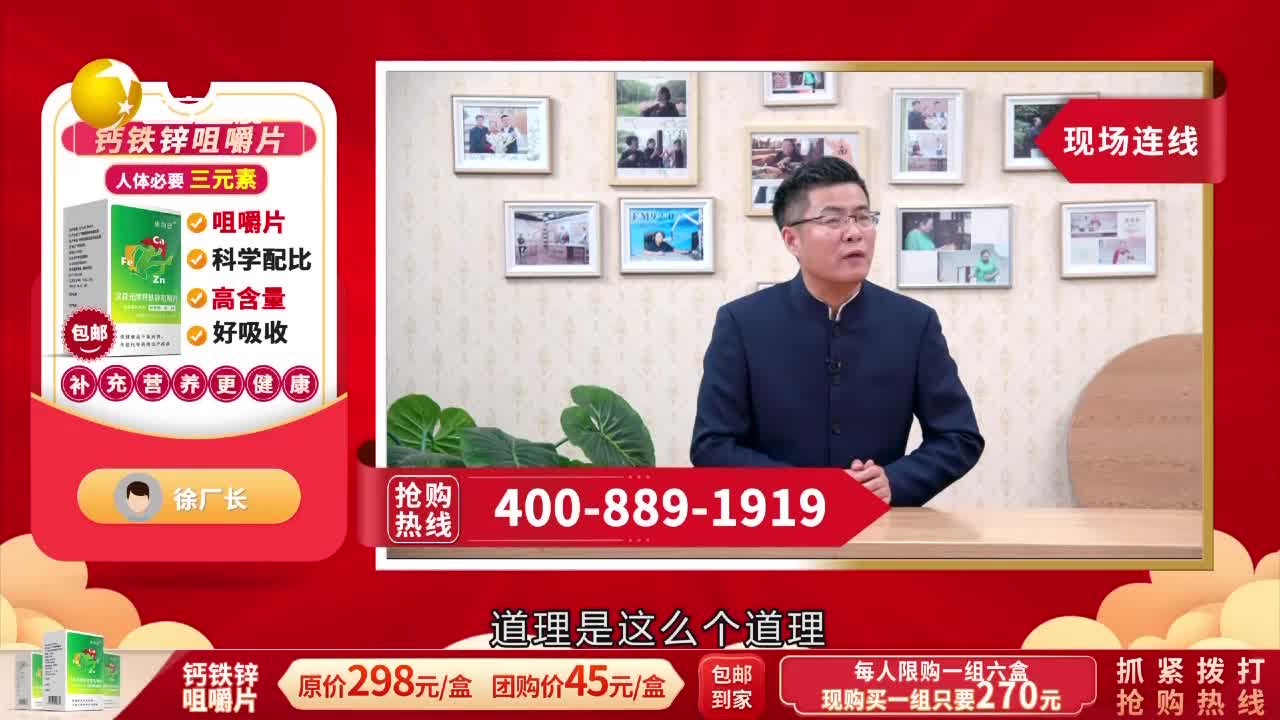 钙铁锌咀嚼片
人体必要 三元素
咀嚼片
科学配比
高含量
好吸收
Ca
Fe
Zn
包邮
补充营养更健康
徐厂长
现场连线
FM92.0
抢购
热线
400-889-1919
道理是这么个道理
钙铁锌
咀嚼片
原价298元/盒 团购价45元/盒
包邮
到家
每人限购一组六盒
现购买一组只要270元
抓紧拨打
抢购热线